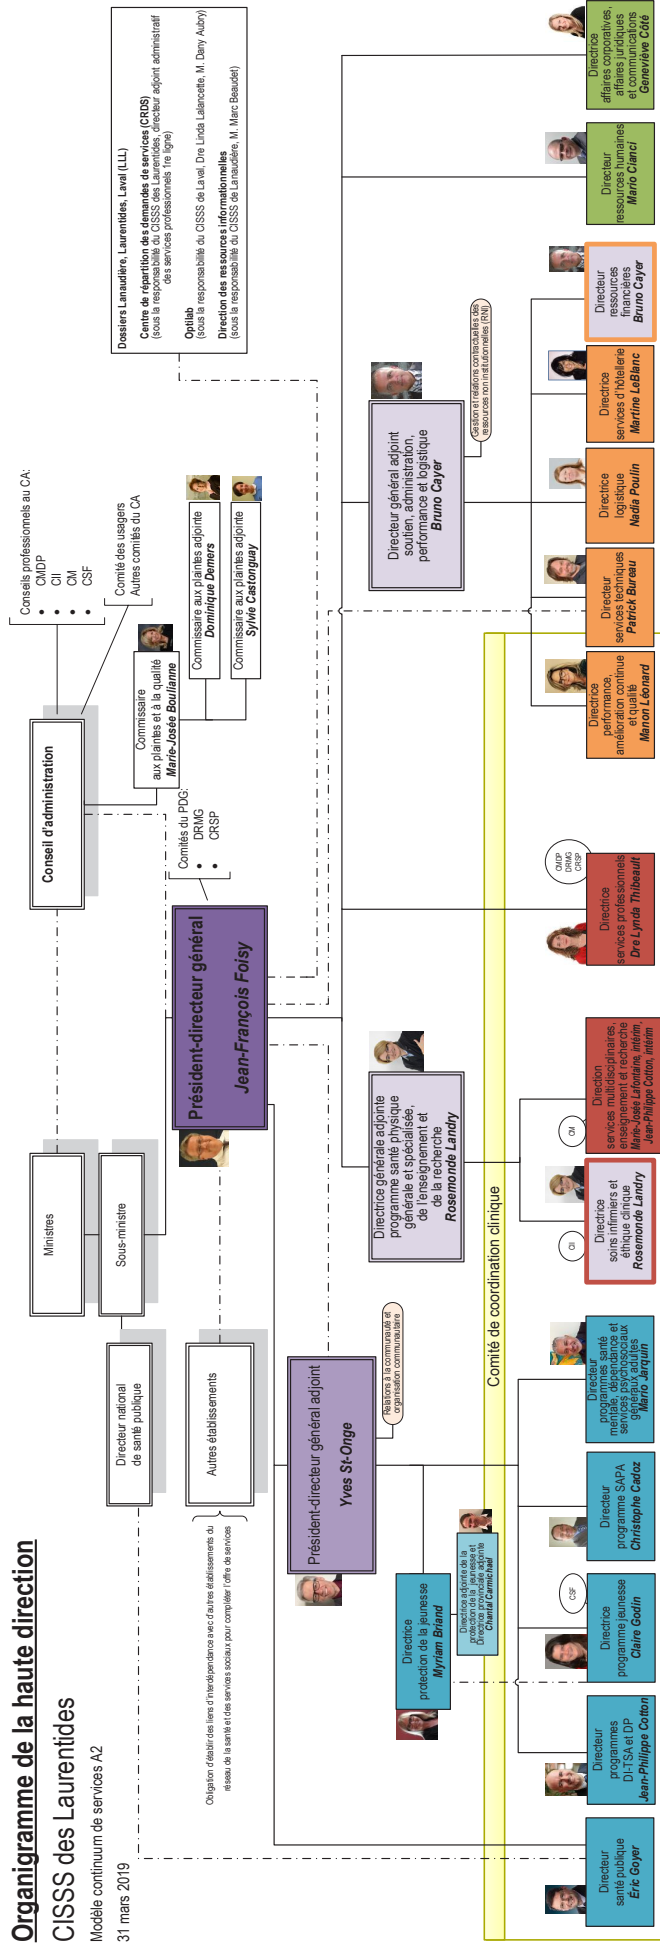 Organigramme de la haute direction
CISSS des Laurentides
Modèle continuum de services A2
31 mars 2019
Ministres
Sous-ministre
Directeur national
de santé publique
Autres établissements
Obligation d'établir des liens d'interdépendance avec d'autres établissements du
réseau de la santé et des services sociaux pour compléter l'offre de services
Conseil d'administration
Conseils professionnels au CA:
• CMDP
• CII
• CM
• CSF
Comité des usagers
Autres comités du CA
Commissaire
aux plaintes et à la qualité
Marie-Josée Boulianne
Commissaire aux plaintes adjointe
Dominique Demers
Commissaire aux plaintes adjointe
Sylvie Castonguay
Dossiers Lanaudière, Laurentides, Laval (LLL)
Centre de répartition des demandes de services (CRDS)
(sous la responsabilité du CISSS des Laurentides, directeur adjoint administratif
des services professionnels 1re ligne)
Optilab
(sous la responsabilité du CISSS de Laval, Dre Linda Lalancette, M. Dany Aubry)
Direction des ressources informationnelles
(sous la responsabilité du CISSS de Lanaudière, M. Marc Beaudet)
Président-directeur général
Jean-François Foisy
Comités du PDG:
• DRMG
• CRSP
Président-directeur général adjoint
Yves St-Onge
Relations à la communauté et
organisation communautaire
Directrice générale adjointe
programme santé physique
générale et spécialisée,
de l'enseignement et
de la recherche
Rosemonde Landry
Directeur général adjoint
soutien, administration,
performance et logistique
Bruno Cayer
Gestion et relations contractuelles des
ressources non institutionnelles (RNI)
Directrice
protection de la jeunesse
Myriam Briand
Directrice adjointe de la
protection de la jeunesse et
Directrice provinciale adjointe
Chantal Carmichael
Comité de coordination clinique
Directeur
santé publique
Éric Goyer
Directeur
programmes
DI-TSA et DP
Jean-Philippe Cotton
CSF
Directrice
programme jeunesse
Claire Godin
Directeur
programme SAPA
Christophe Cadoz
Directeur
programmes santé
mentale, dépendance et
services psychosociaux
généraux adultes
Mario Jarquin
CII
Directrice
soins infirmiers et
éthique clinique
Rosemonde Landry
CM
Direction
services multidisciplinaires,
enseignement et recherche
Marie-Josée Lafontaine, intérim,
Jean-Philippe Cotton, intérim
CMDP
DRMG
CRSP
Directrice
services professionnels
Dre Lynda Thibeault
Directrice
performance,
amélioration continue
et qualité
Manon Léonard
Directeur
services techniques
Patrick Bureau
Directrice
logistique
Nadia Poulin
Directrice
services d'hôtellerie
Martine LeBlanc
Directeur
ressources
financières
Bruno Cayer
Directeur
ressources humaines
Mario Cianci
Directrice
affaires corporatives,
affaires juridiques
et communications
Geneviève Côté